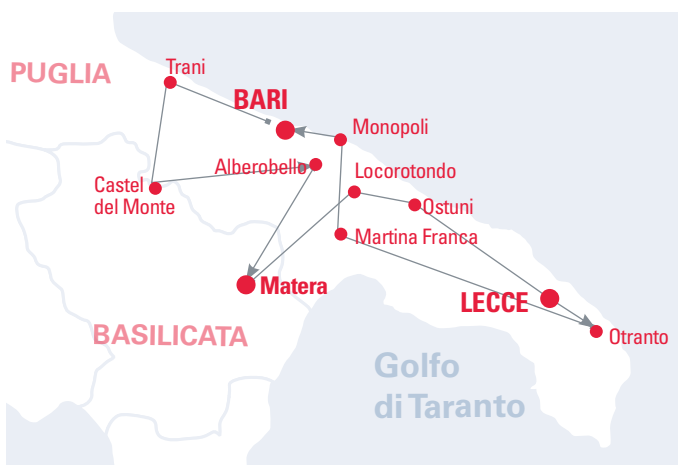 Trani
PUGLIA
BARI
Monopoli
Alberobello
Locorotondo
Castel
del Monte
Ostuni
Martina Franca
Matera
LECCE
BASILICATA
Otranto
Golfo
di Taranto